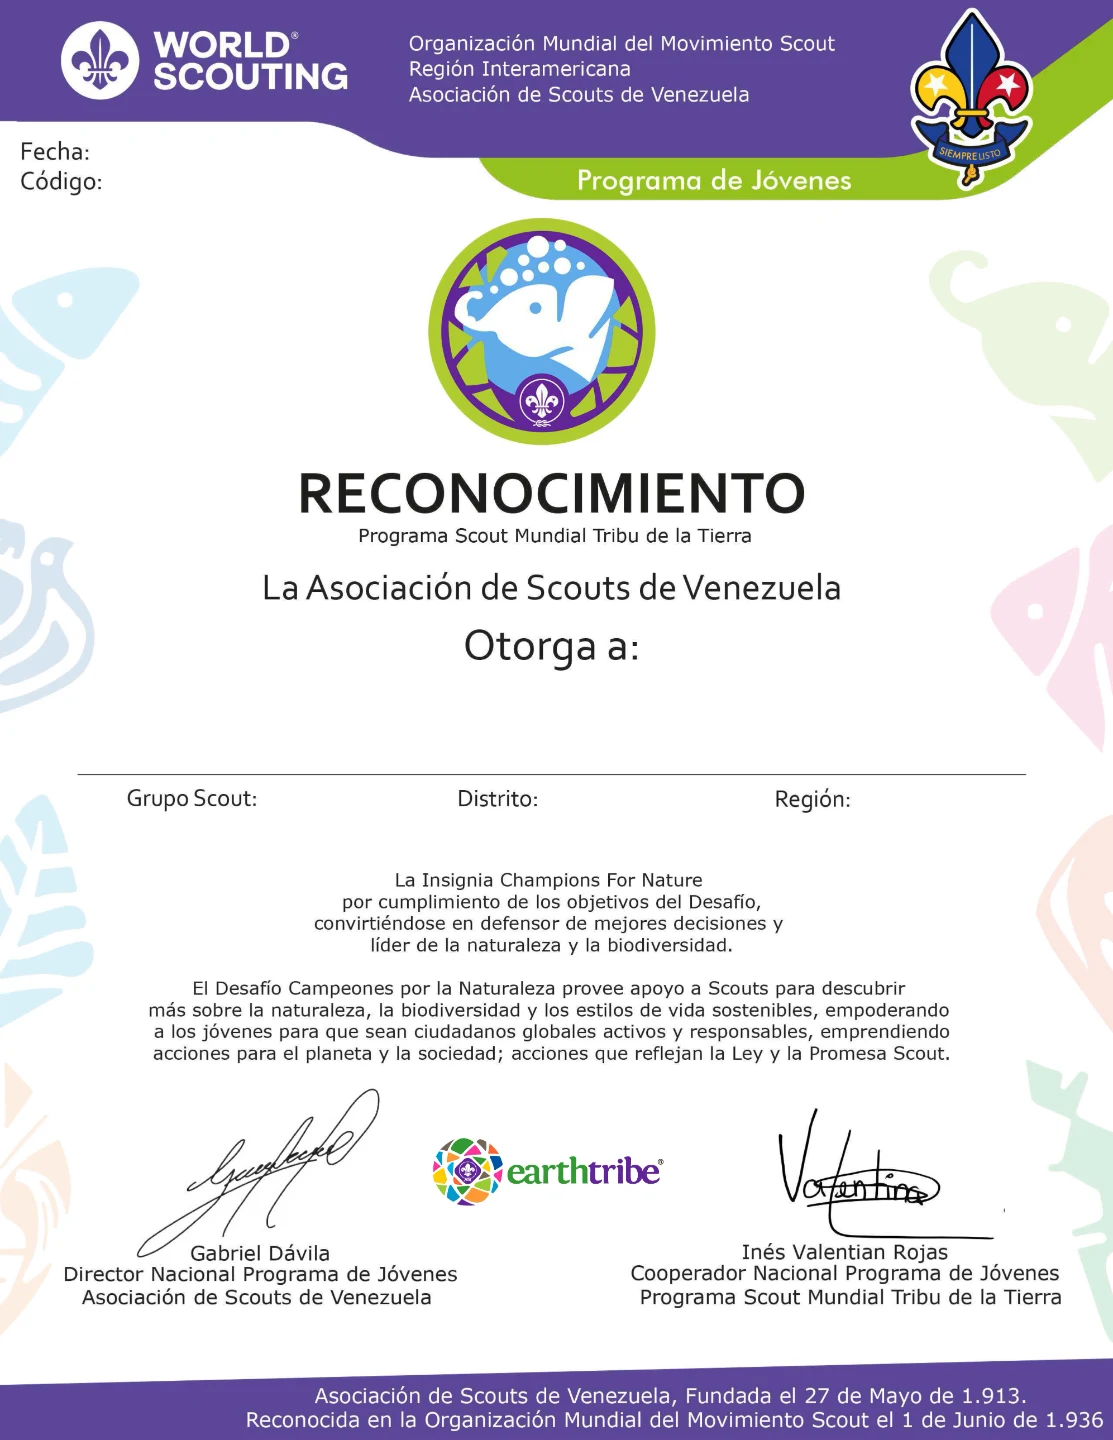 WORLD®
SCOUTING
Organización Mundial del Movimiento Scout
Región Interamericana
Asociación de Scouts de Venezuela
SIEMPRE LISTO
Programa de Jóvenes
Fecha:
Código:
RECONOCIMIENTO
Programa Scout Mundial Tribu de la Tierra
La Asociación de Scouts de Venezuela
Otorga a:
Grupo Scout: Distrito: Región:
La Insignia Champions For Nature
por cumplimiento de los objetivos del Desafío,
convirtiéndose en defensor de mejores decisiones y
líder de la naturaleza y la biodiversidad.
El Desafío Campeones por la Naturaleza provee apoyo a Scouts para descubrir
más sobre la naturaleza, la biodiversidad y los estilos de vida sostenibles, empoderando
a los jóvenes para que sean ciudadanos globales activos y responsables, emprendiendo
acciones para el planeta y la sociedad; acciones que reflejan la Ley y la Promesa Scout.
earthtribe®
Valentina
Gabriel Dávila
Director Nacional Programa de Jóvenes
Asociación de Scouts de Venezuela
Inés Valentian Rojas
Cooperador Nacional Programa de Jóvenes
Programa Scout Mundial Tribu de la Tierra
Asociación de Scouts de Venezuela, Fundada el 27 de Mayo de 1.913.
Reconocida en la Organización Mundial del Movimiento Scout el 1 de Junio de 1.936